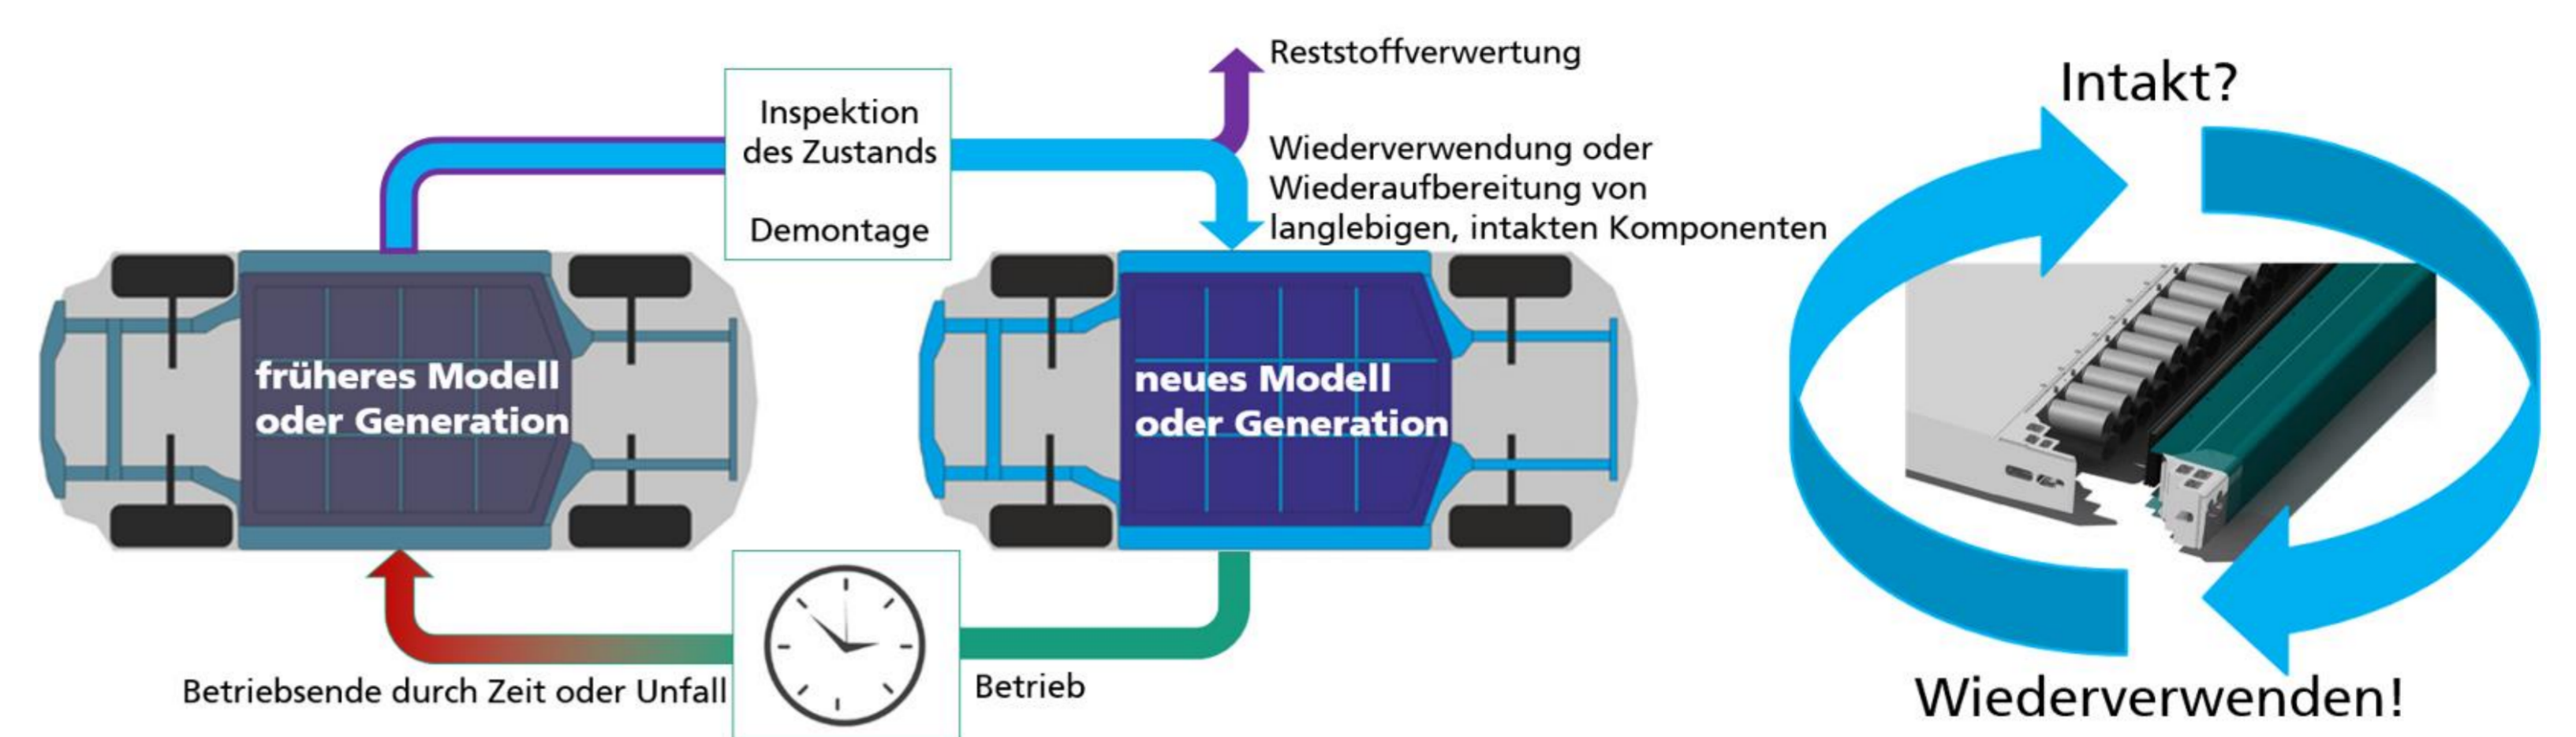 Reststoffverwertung
Inspektion
des Zustands
Demontage
Wiederverwendung oder
Wiederaufbereitung von
langlebigen, intakten Komponenten
früheres Modell
oder Generation
neues Modell
oder Generation
Betriebsende durch Zeit oder Unfall
Betrieb
Intakt?
Wiederverwenden!